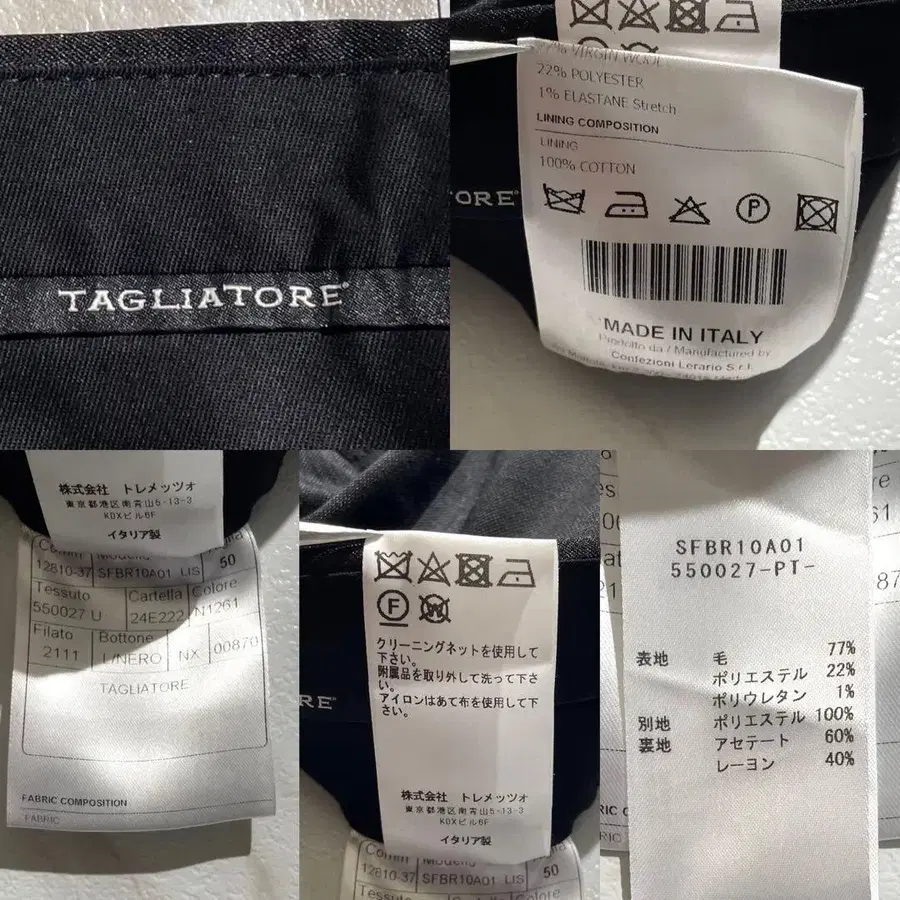 TAGLIATORE
77% VIRGIN WOOL
22% POLYESTER
1% ELASTANE Stretch
LINING COMPOSITION
LINING
100% COTTON
P
MADE IN ITALY
Prodotto da / Manufactured by
Confezioni Lerario S.r.l.
株式会社 トレメッツォ
東京都港区南青山5-13-3
KDXビル6F
イタリア製
12810-37 SFBR10A01 LIS 50
Tessuto Cartella Colore
550027 U 24E222 N1261
Filato Bottone
2111 L/NERO NX 00870
TAGLIATORE
FABRIC COMPOSITION
FABRIC
F
W
クリーニングネットを使用して
下さい。
附属品を取り外して洗って下さ
い。
アイロンはあて布を使用して下
さい。
株式会社 トレメッツォ
東京都港区南青山5-13-3
KDXビル6F
イタリア製
12810-37 SFBR10A01 LIS 50
Tessuto Cartella Colore
SFBR10A01
550027-PT-
表地 毛 77%
ポリエステル 22%
ポリウレタン 1%
別地 ポリエステル 100%
裏地 アセテート 60%
レーヨン 40%